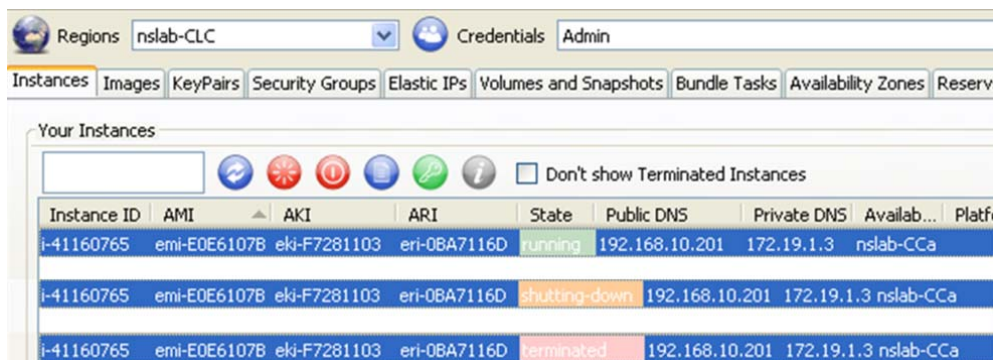 Regions nslab-CLC Credentials Admin
Instances Images KeyPairs Security Groups Elastic IPs Volumes and Snapshots Bundle Tasks Availability Zones Reserv
Your Instances
Don't show Terminated Instances
Instance ID AMI AKI ARI State Public DNS Private DNS Availab... Platf
i-41160765 emi-E0E6107B eki-F7281103 eri-0BA7116D running 192.168.10.201 172.19.1.3 nslab-CCa
i-41160765 emi-E0E6107B eki-F7281103 eri-0BA7116D shutting-down 192.168.10.201 172.19.1.3 nslab-CCa
i-41160765 emi-E0E6107B eki-F7281103 eri-0BA7116D terminated 192.168.10.201 172.19.1.3 nslab-CCa